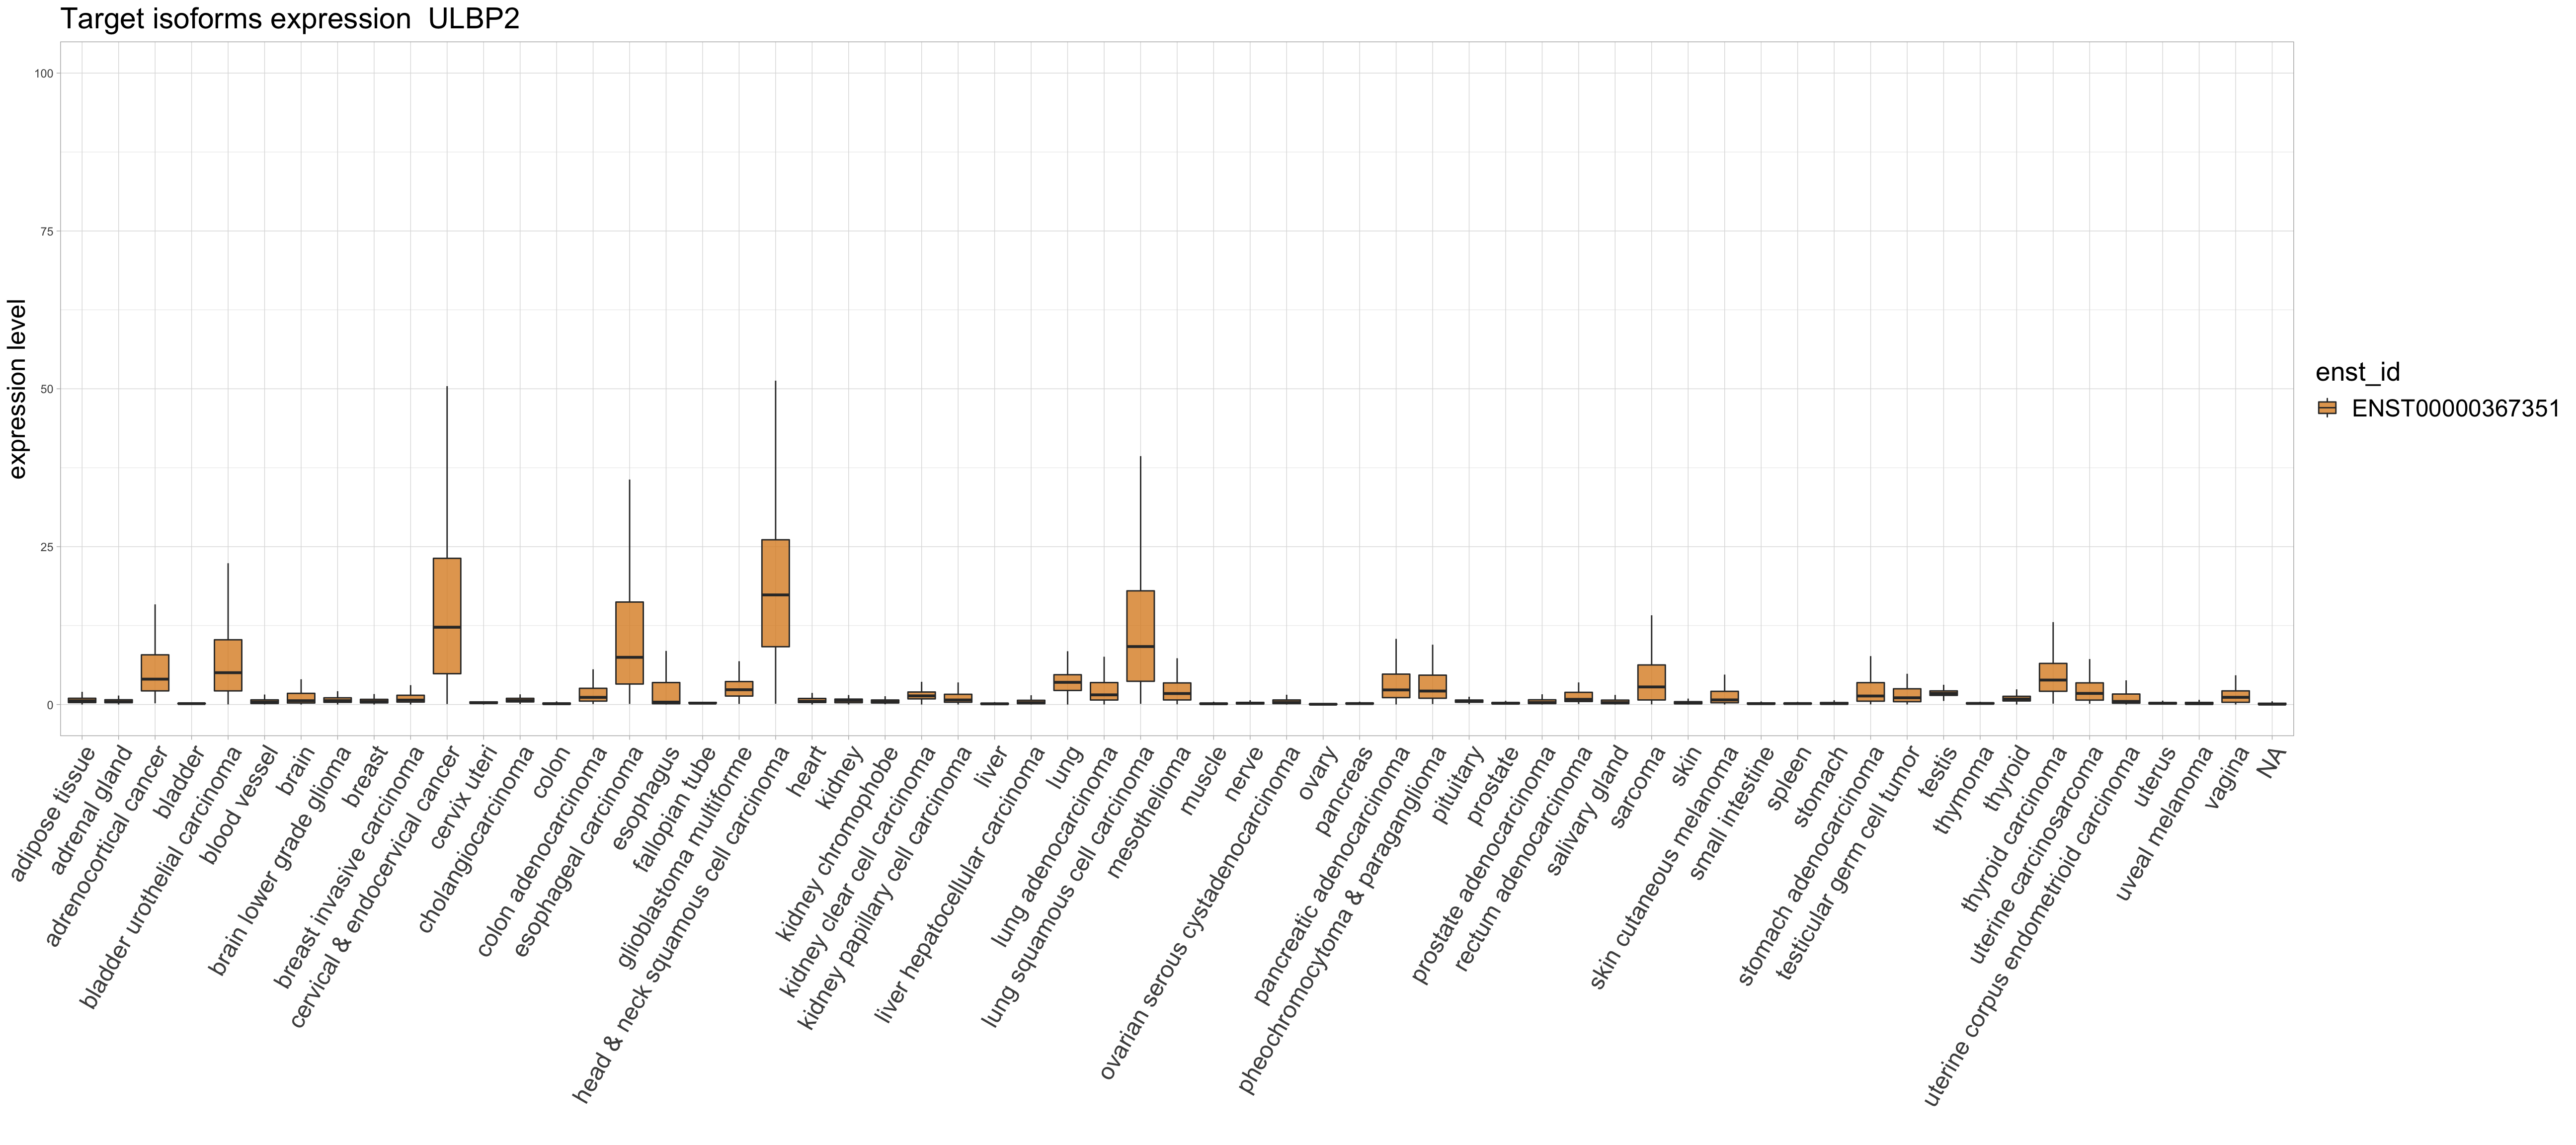 Target isoforms expression  ULBP2
100
75
50
25
0
expression level
enst_id
ENST00000367351
adipose tissue
adrenal gland
adrenocortical cancer
bladder
bladder urothelial carcinoma
blood vessel
brain
brain lower grade glioma
breast
breast invasive carcinoma
cervical & endocervical cancer
cervix uteri
cholangiocarcinoma
colon
colon adenocarcinoma
esophageal carcinoma
esophagus
fallopian tube
glioblastoma multiforme
head & neck squamous cell carcinoma
heart
kidney
kidney chromophobe
kidney clear cell carcinoma
kidney papillary cell carcinoma
liver
liver hepatocellular carcinoma
lung
lung adenocarcinoma
lung squamous cell carcinoma
mesothelioma
muscle
nerve
ovarian serous cystadenocarcinoma
ovary
pancreas
pancreatic adenocarcinoma
pheochromocytoma & paraganglioma
pituitary
prostate
prostate adenocarcinoma
rectum adenocarcinoma
salivary gland
sarcoma
skin
skin cutaneous melanoma
small intestine
spleen
stomach
stomach adenocarcinoma
testicular germ cell tumor
testis
thymoma
thyroid
thyroid carcinoma
uterine carcinosarcoma
uterine corpus endometrioid carcinoma
uterus
uveal melanoma
vagina
NA